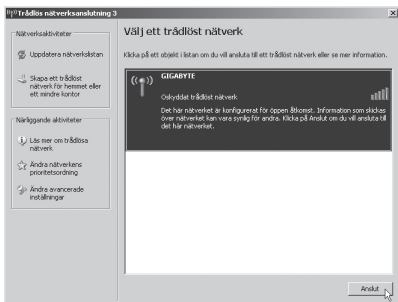 Trådlös nätverksanslutning 3
Nätverksaktiviteter
Uppdatera nätverkslistan
Skapa ett trådlöst
nätverk för hemmet eller
ett mindre kontor
Närliggande aktiviteter
Läs mer om trådlösa
nätverk
Ändra nätverkens
prioritetsordning
Ändra avancerade
inställningar
Välj ett trådlöst nätverk
Klicka på ett objekt i listan om du vill ansluta till ett trådlöst nätverk eller se mer information.
GIGABYTE
Oskyddat trådlöst nätverk
Det här nätverket är konfigurerat för öppen åtkomst. Information som skickas
över nätverket kan vara synlig för andra. Klicka på Anslut om du vill ansluta till
det här nätverket.
Anslut